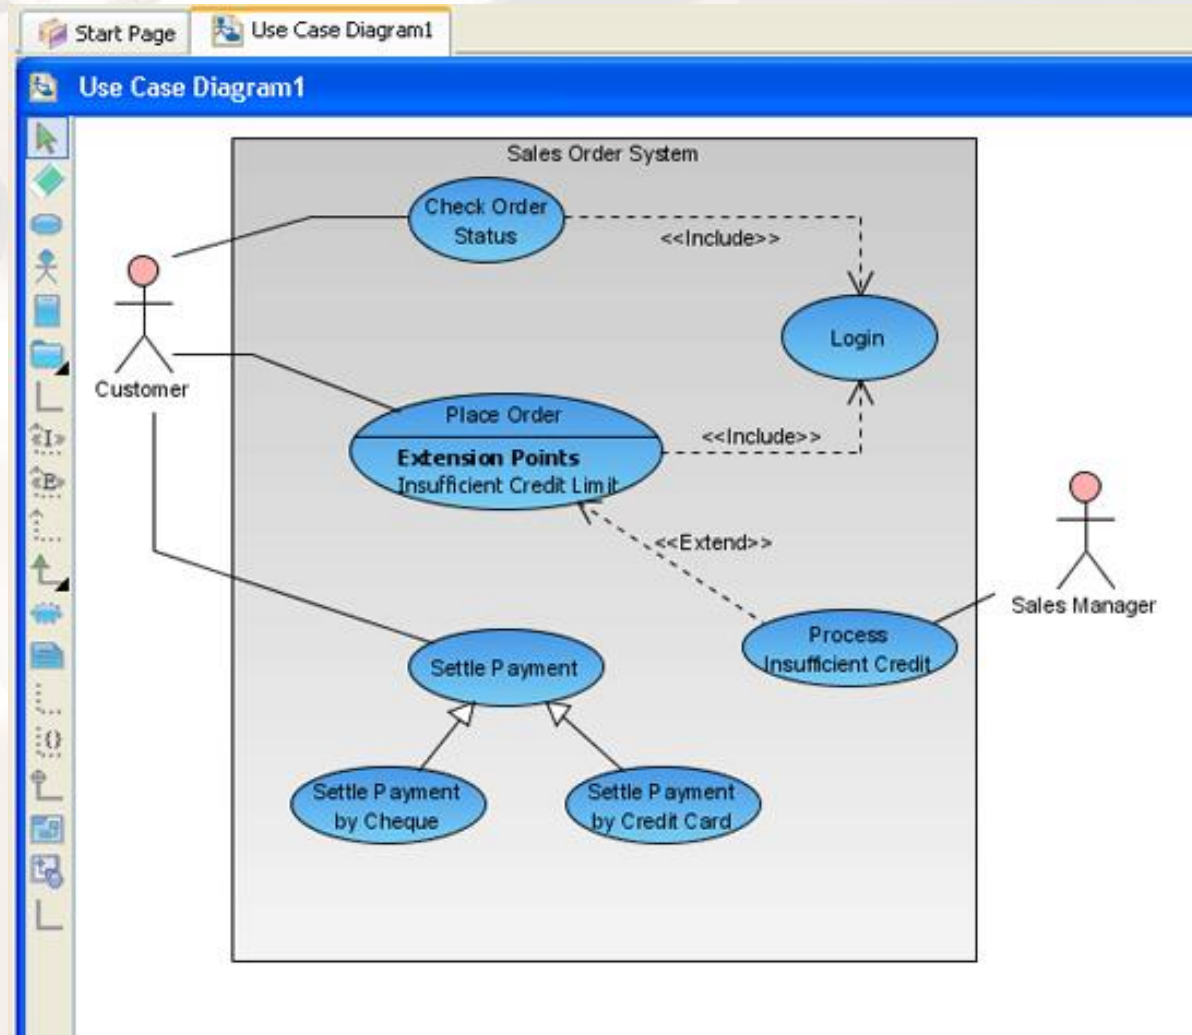 Start Page
Use Case Diagram1
Use Case Diagram1
Sales Order System
Check Order
Status
<<Include>>
Login
Customer
Place Order
<<Include>>
Extension Points
Insufficient Credit Limit
<<Extend>>
Sales Manager
Process
Insufficient Credit
Settle Payment
Settle Payment
by Cheque
Settle Payment
by Credit Card
«I»
«E»